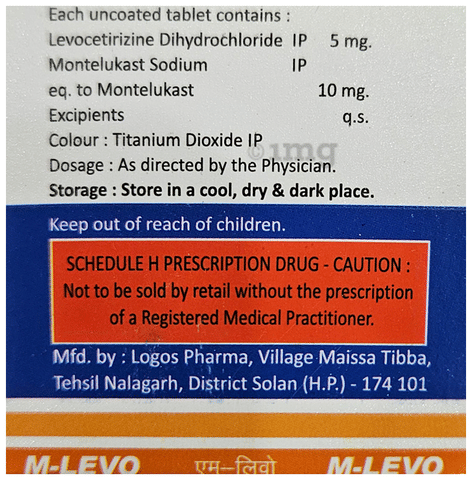 Each uncoated tablet contains :
Levocetirizine Dihydrochloride IP 5 mg.
Montelukast Sodium IP
eq. to Montelukast 10 mg.
Excipients q.s.
Colour : Titanium Dioxide IP
1mg
Dosage : As directed by the Physician.
Storage : Store in a cool, dry & dark place.
Keep out of reach of children.
SCHEDULE H PRESCRIPTION DRUG - CAUTION :
Not to be sold by retail without the prescription
of a Registered Medical Practitioner.
Mfd. by : Logos Pharma, Village Maissa Tibba,
Tehsil Nalagarh, District Solan (H.P.) - 174 101
M-LEVO एम-लिवो M-LEVO